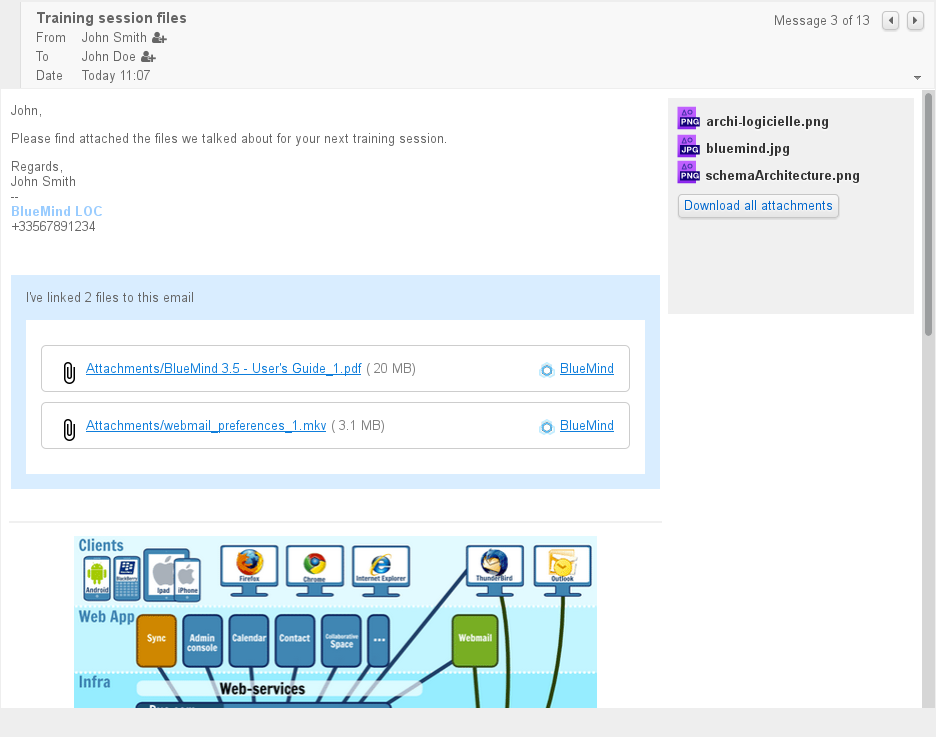 Training session files
Message 3 of 13
From John Smith
To John Doe
Date Today 11:07
John,
Please find attached the files we talked about for your next training session.
Regards,
John Smith
--
BlueMind LOC
+33567891234
PNG archi-logicielle.png
JPG bluemind.jpg
PNG schemaArchitecture.png
Download all attachments
I've linked 2 files to this email
Attachments/BlueMind 3.5 - User's Guide_1.pdf ( 20 MB) BlueMind
Attachments/webmail_preferences_1.mkv ( 3.1 MB) BlueMind
Clients
Android
Blackberry
Ipad
iPhone
Firefox
Chrome
Internet Explorer
ThunderBird
Outlook
Web App
Sync
Admin console
Calendar
Contact
Collaborative Space
...
Webmail
Infra
Web-services